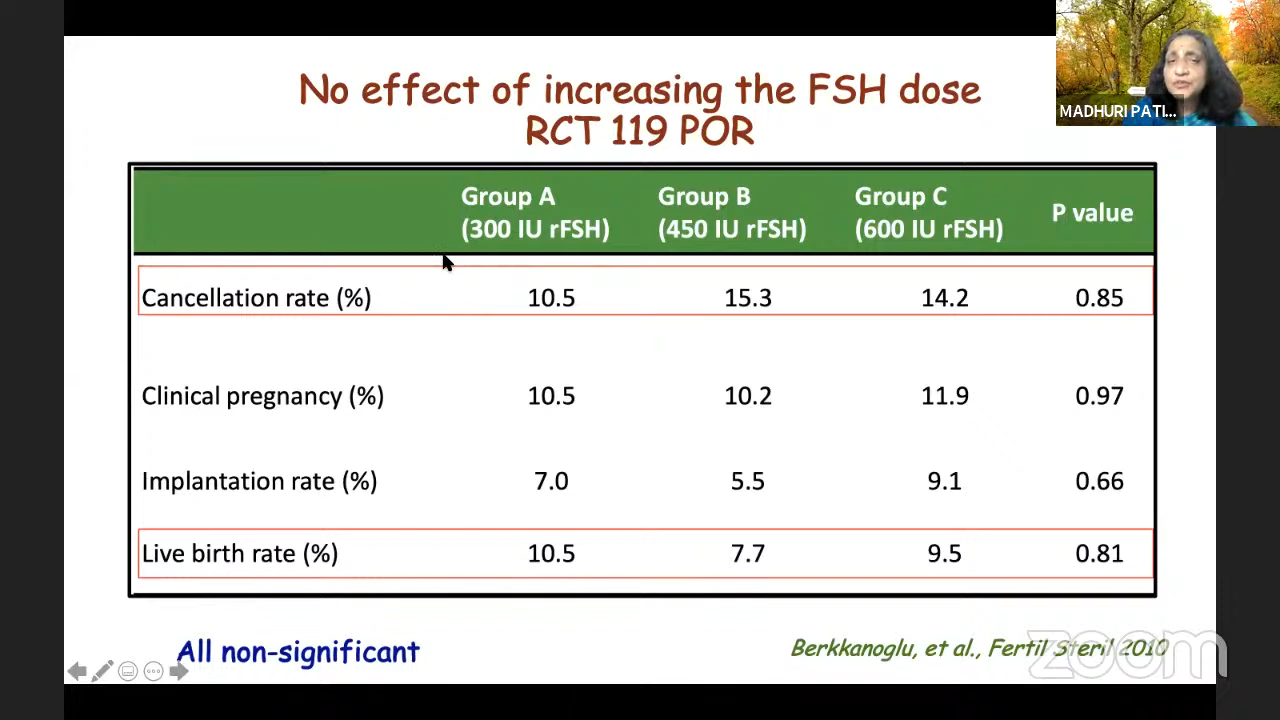 No effect of increasing the FSH dose
RCT 119 POR
MADHURI PATI...
Group A Group B Group C P value
(300 IU rFSH) (450 IU rFSH) (600 IU rFSH)
Cancellation rate (%) 10.5 15.3 14.2 0.85
Clinical pregnancy (%) 10.5 10.2 11.9 0.97
Implantation rate (%) 7.0 5.5 9.1 0.66
Live birth rate (%) 10.5 7.7 9.5 0.81
All non-significant
Berkkanoglu, et al., Fertil Steril 2010
zoom